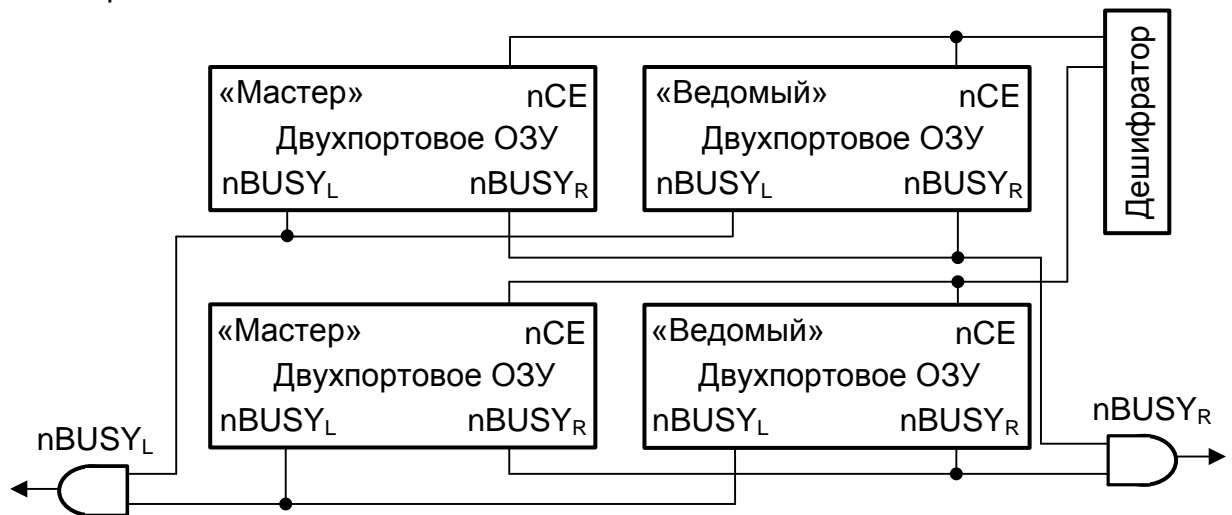 «Мастер» nCE
Двухпортовое ОЗУ
nBUSYL nBUSYR
«Ведомый» nCE
Двухпортовое ОЗУ
nBUSYL nBUSYR
Дешифратор
«Мастер» nCE
Двухпортовое ОЗУ
nBUSYL nBUSYR
«Ведомый» nCE
Двухпортовое ОЗУ
nBUSYL nBUSYR
nBUSYL
nBUSYR